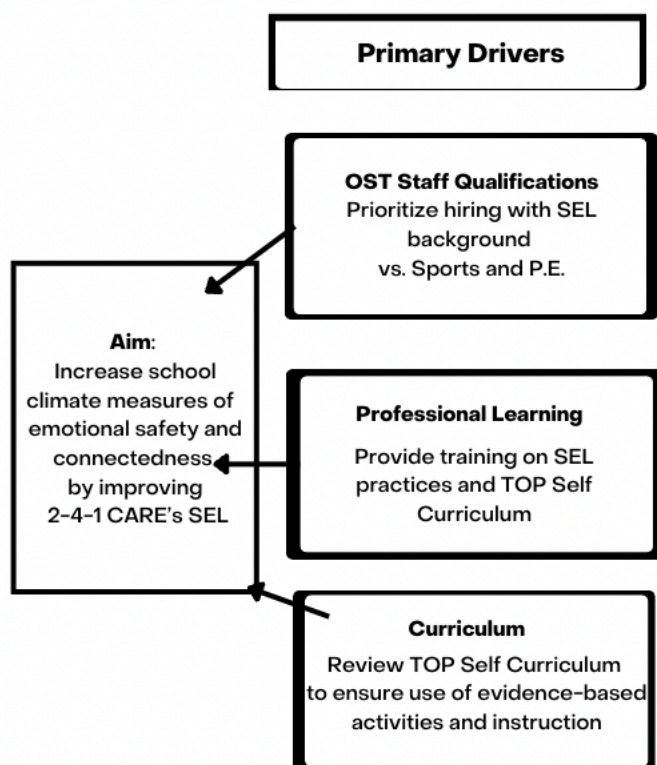 Primary Drivers
OST Staff Qualifications
Prioritize hiring with SEL
background
vs. Sports and P.E.
Aim:
Increase school
climate measures of
emotional safety and
connectedness
by improving
2-4-1 CARE's SEL
Professional Learning
Provide training on SEL
practices and TOP Self
Curriculum
Curriculum
Review TOP Self Curriculum
to ensure use of evidence-based
activities and instruction